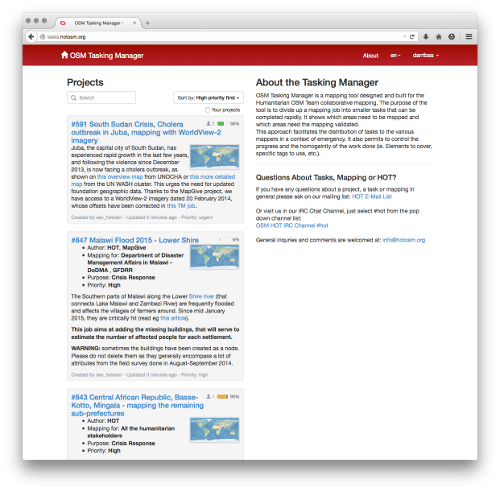 OSM Tasking Manager -
tasks.hotosm.org
OSM Tasking Manager
About
en
Projects
Search
Sort by: High priority first
Your projects
#591 South Sudan Crisis, Cholera
outbreak in Juba, mapping with WorldView-2
imagery
Juba, the capital city of South Sudan, has
experienced rapid growth in the last few years,
and following the violence since December
2013, is now facing a cholera outbreak, as
shown on this overview map from UNOCHA or this more detailed
map from the UN WASH cluster. This urges the need for updated
foundation geographic data. Thanks to the MapGive project, we
have access to a WorldView-2 imagery dated 20 February 2014,
whose offsets have been corrected in this TM job.
Created by sev_hotosm - Updated 5 minutes ago - Priority: urgent
#847 Malawi Flood 2015 - Lower Shire
Author: HOT, MapGive
Mapping for: Department of Disaster
Management Affairs in Malawi -
DoDMA , GFDRR
Purpose: Crisis Response
Priority: High
The Southern parts of Malawi along the Lower Shire river (that
connects Lake Malawi and Zambezi River) are frequently flooded
and affects the villages of farmers around. Since mid January
2015, they are critically hit (read eg this article).
This job aims at adding the missing buildings, that will serve to
estimate the number of affected people for each settlement.
WARNING: sometimes the buildings have been created as a node.
Please do not delete them as they generally encompass a lot of
attributes from the field survey done in August-September 2014.
Created by sev_hotosm - Updated 3 minutes ago - Priority: high
#843 Central African Republic, Basse-
Kotto, Mingala - mapping the remaining
sub-prefectures
Author: HOT
Mapping for: All the humanitarian
stakeholders
Purpose: Crisis Response
Priority: High
About the Tasking Manager
OSM Tasking Manager is a mapping tool designed and built for the
Humanitarian OSM Team collaborative mapping. The purpose of the tool
is to divide up a mapping job into smaller tasks that can be
completed rapidly. It shows which areas need to be mapped and
which areas need the mapping validated.
This approach facilitates the distribution of tasks to the various
mappers in a context of emergency. It also permits to control the
progress and the homogeinity of the work done (ie. Elements to cover,
specific tags to use, etc.).
Questions About Tasks, Mapping or HOT?
If you have any questions about a project, a task or mapping in
general please ask on our mailing list: HOT E-Mail List
Or visit us in our IRC Chat Channel, just select #hot from the pop
down channel list:
OSM HOT IRC Channel #hot
General inquries and comments are welcomed at: info@hotosm.org